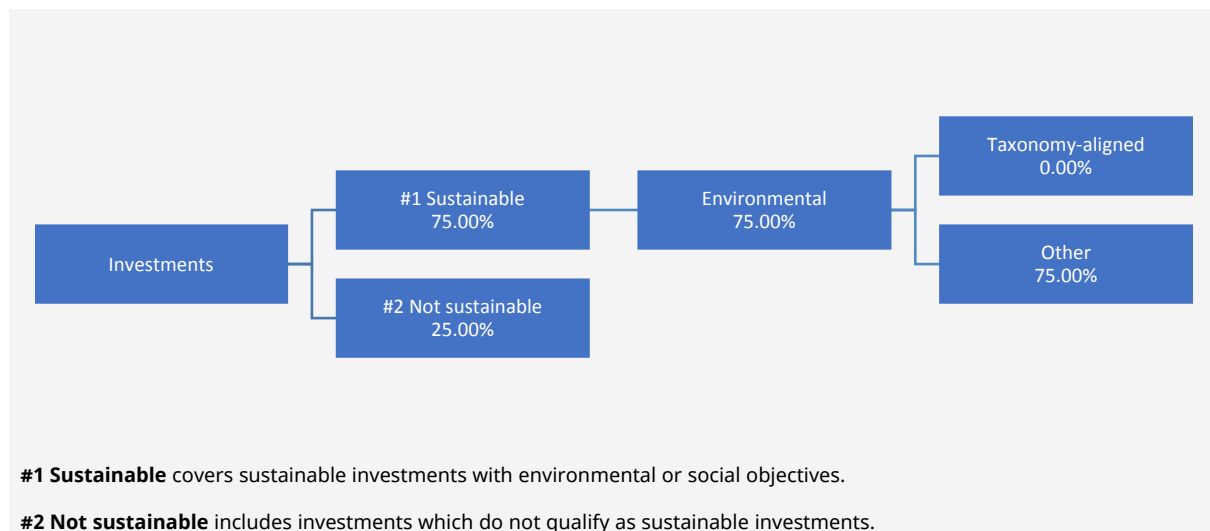 Taxonomy-aligned
0.00%
#1 Sustainable
75.00%
Environmental
75.00%
Investments
Other
75.00%
#2 Not sustainable
25.00%
#1 Sustainable covers sustainable investments with environmental or social objectives.
#2 Not sustainable includes investments which do not qualify as sustainable investments.